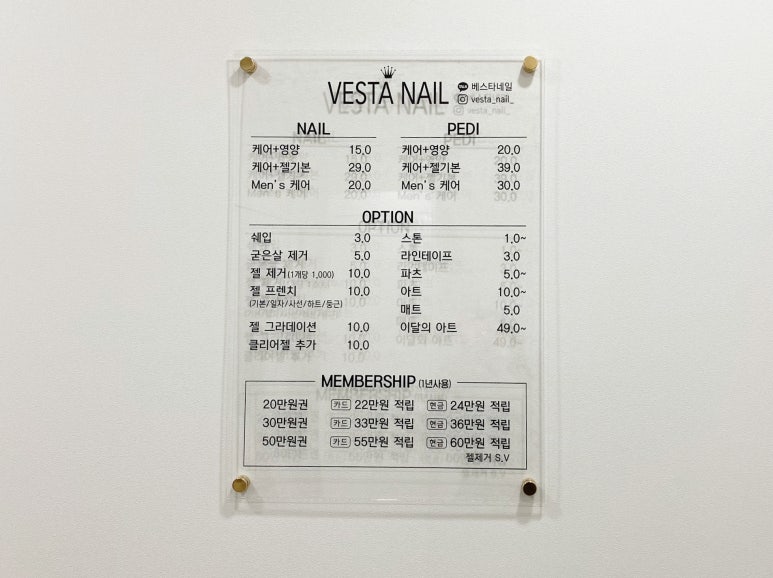 VESTA NAIL
베스타네일
vesta_nail_
NAIL
케어+영양 15.0
케어+젤기본 29.0
Men's 케어 20.0
PEDI
케어+영양 20.0
케어+젤기본 39.0
Men's 케어 30.0
OPTION
쉐입 3.0
굳은살 제거 5.0
젤 제거(1개당 1,000) 10.0
젤 프렌치 10.0
(기본/일자/사선/하트/둥근)
젤 그라데이션 10.0
클리어젤 추가 10.0
스톤 1.0~
라인테이프 3.0
파츠 5.0~
아트 10.0~
매트 5.0
이달의 아트 49.0~
MEMBERSHIP (1년사용)
20만원권 카드 22만원 적립 현금 24만원 적립
30만원권 카드 33만원 적립 현금 36만원 적립
50만원권 카드 55만원 적립 현금 60만원 적립
젤제거 S.V